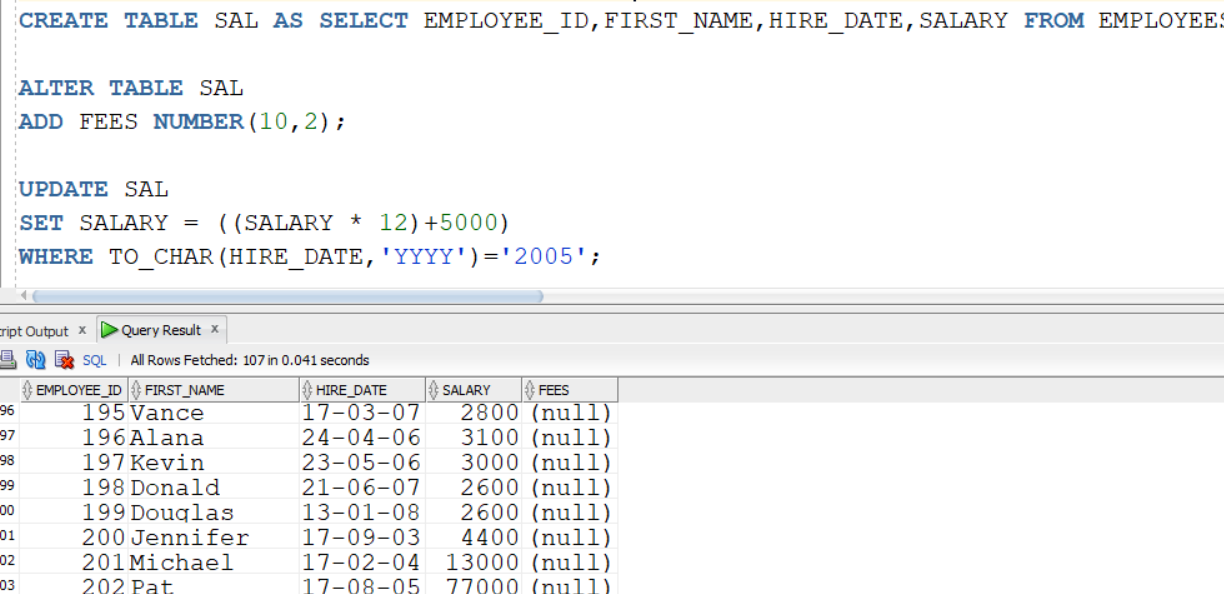 CREATE TABLE SAL AS SELECT EMPLOYEE_ID,FIRST_NAME,HIRE_DATE,SALARY FROM EMPLOYEES
ALTER TABLE SAL
ADD FEES NUMBER(10,2);
UPDATE SAL
SET SALARY = ((SALARY * 12)+5000)
WHERE TO_CHAR(HIRE_DATE,'YYYY')='2005';
cript Output x Query Result x
SQL | All Rows Fetched: 107 in 0.041 seconds
EMPLOYEE_ID FIRST_NAME HIRE_DATE SALARY FEES
96 195 Vance 17-03-07 2800 (null)
97 196 Alana 24-04-06 3100 (null)
98 197 Kevin 23-05-06 3000 (null)
99 198 Donald 21-06-07 2600 (null)
00 199 Douglas 13-01-08 2600 (null)
01 200 Jennifer 17-09-03 4400 (null)
02 201 Michael 17-02-04 13000 (null)
03 202 Pat 17-08-05 77000 (null)